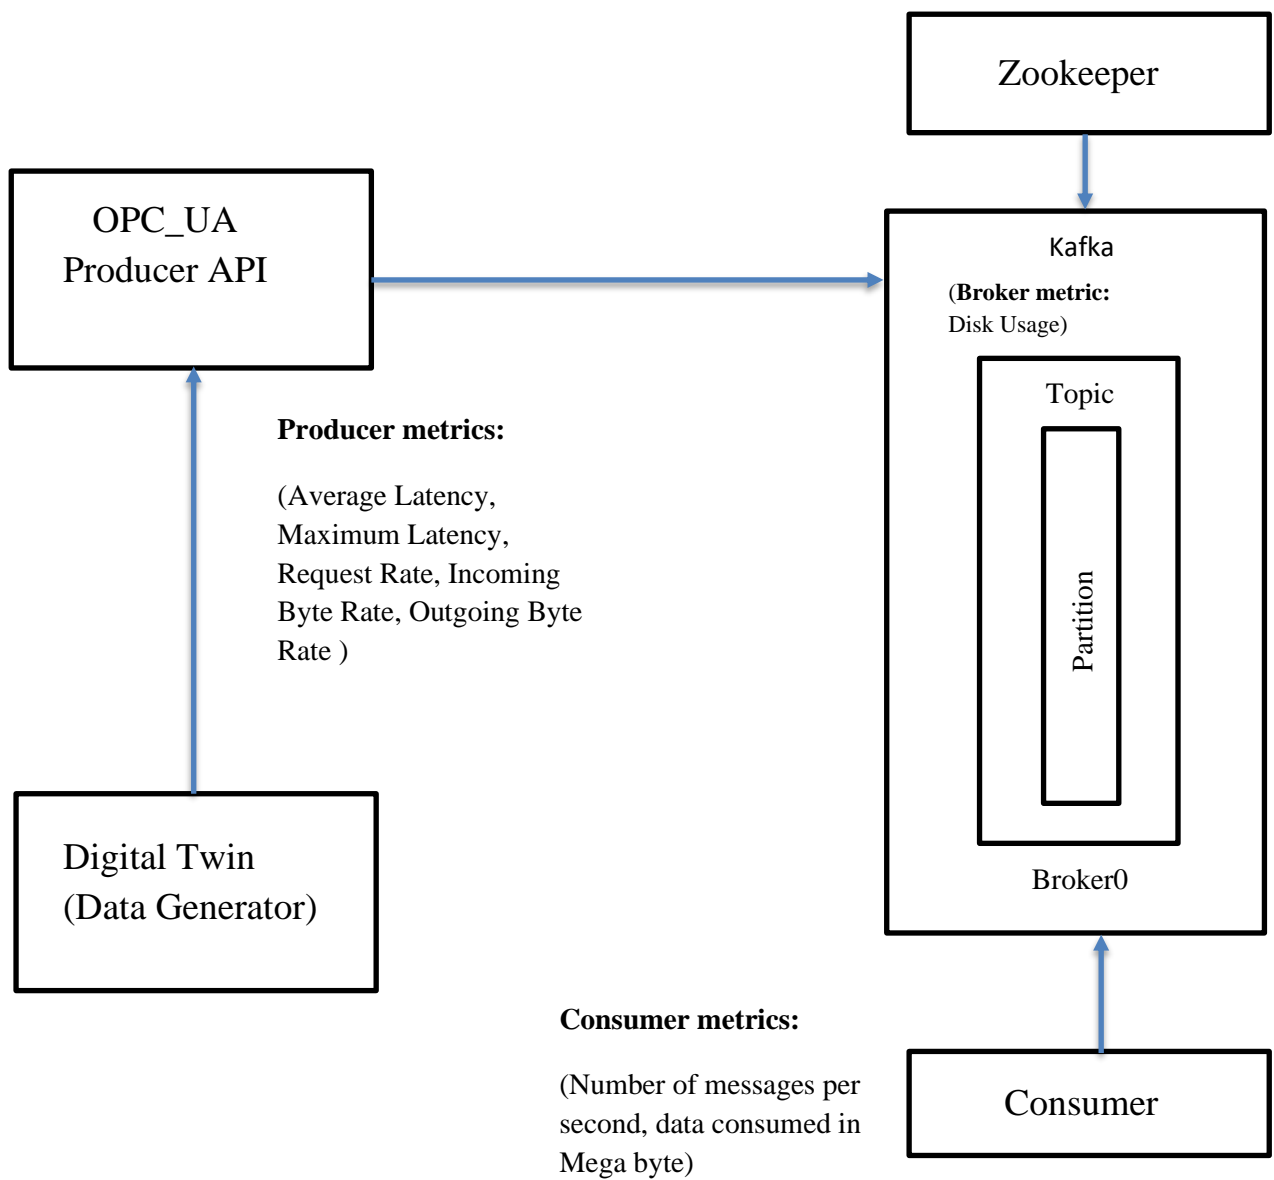 Zookeeper
OPC_UA
Producer API
Kafka
(Broker metric:
Disk Usage)
Topic
Partition
Broker0
Producer metrics:
(Average Latency,
Maximum Latency,
Request Rate, Incoming
Byte Rate, Outgoing Byte
Rate )
Digital Twin
(Data Generator)
Consumer metrics:
(Number of messages per
second, data consumed in
Mega byte)
Consumer